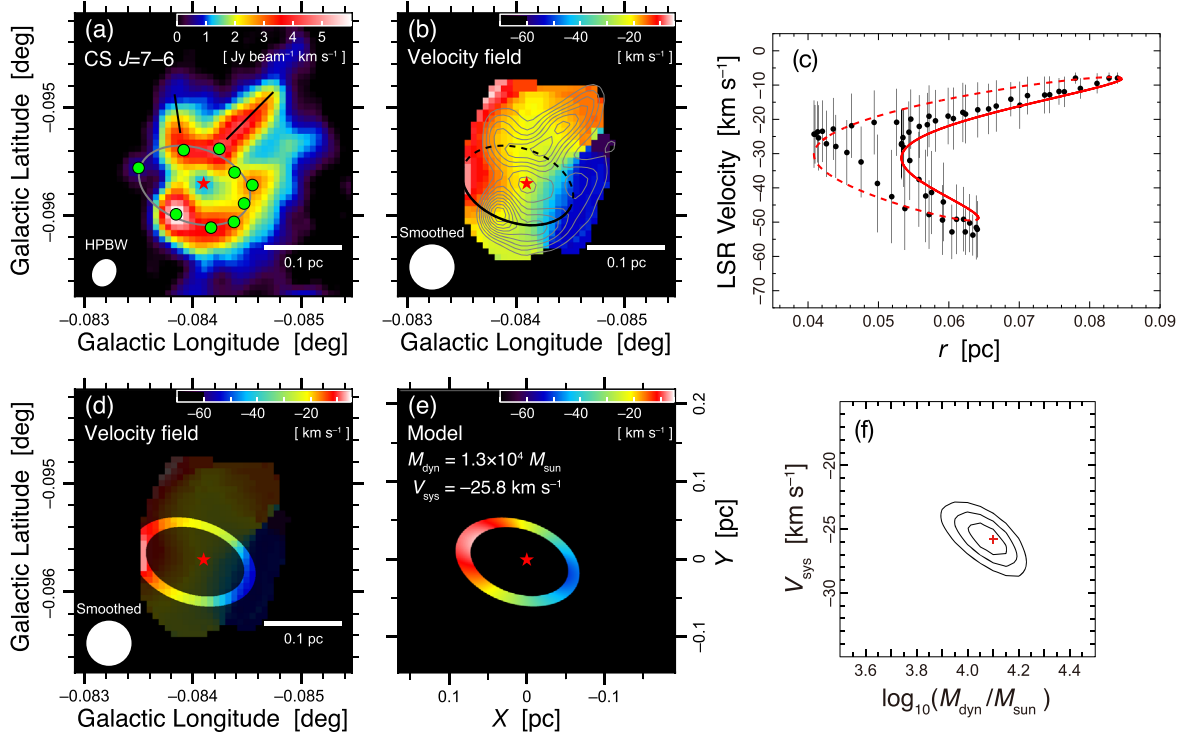 (a)
0 1 2 3 4 5
CS J=7–6
[ Jy beam⁻¹ km s⁻¹ ]
HPBW
0.1 pc
Galactic Latitude [deg]
−0.095
−0.096
−0.083 −0.084 −0.085
Galactic Longitude [deg]
(b)
−60 −40 −20
Velocity field
[ km s⁻¹ ]
Smoothed
0.1 pc
−0.083 −0.084 −0.085
Galactic Longitude [deg]
(c)
LSR Velocity [km s⁻¹]
0
−10
−20
−30
−40
−50
−60
−70
0.04 0.05 0.06 0.07 0.08 0.09
r [pc]
(d)
−60 −40 −20
Velocity field
[ km s⁻¹ ]
Smoothed
0.1 pc
Galactic Latitude [deg]
−0.095
−0.096
−0.083 −0.084 −0.085
Galactic Longitude [deg]
(e)
−60 −40 −20
Model
[ km s⁻¹ ]
Mdyn = 1.3×10⁴ Msun
Vsys = −25.8 km s⁻¹
0.2
0.1
0
−0.1
Y [pc]
0.1 0 −0.1
X [pc]
(f)
Vsys [km s⁻¹]
−20
−25
−30
3.6 3.8 4.0 4.2 4.4
log₁₀(Mdyn/Msun)